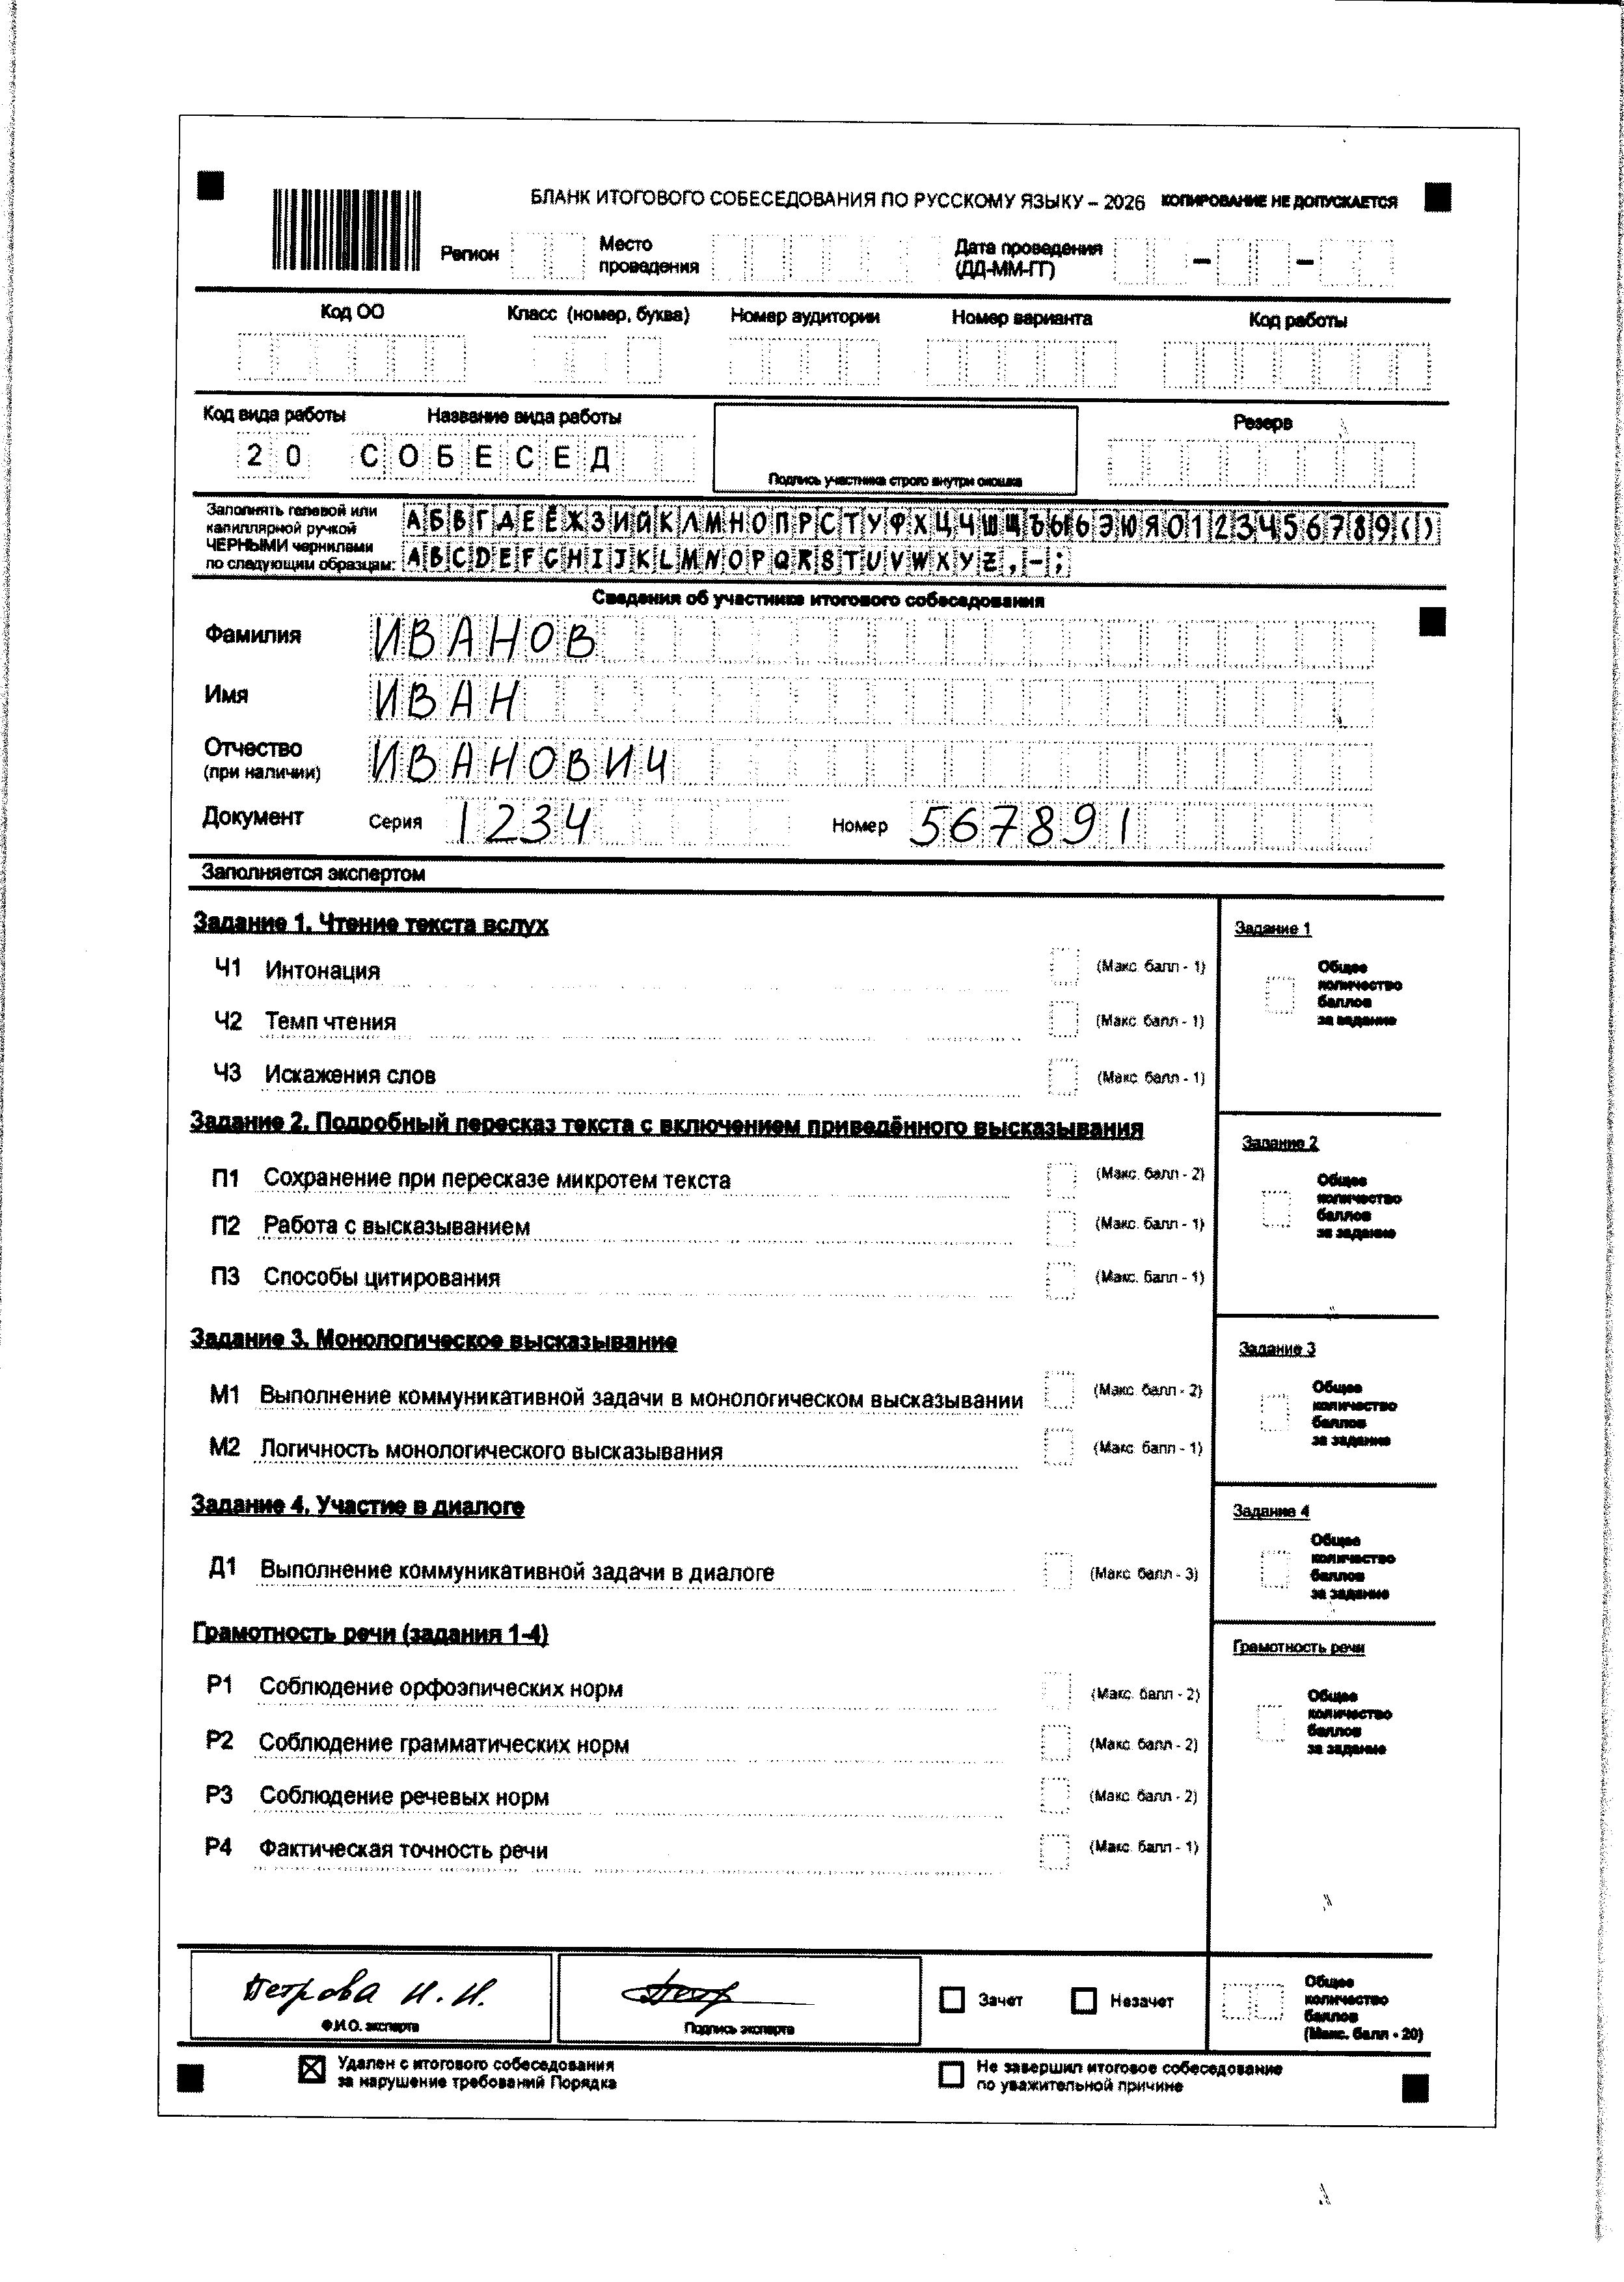 БЛАНК ИТОГОВОГО СОБЕСЕДОВАНИЯ ПО РУССКОМУ ЯЗЫКУ – 2026 КОПИРОВАНИЕ НЕ ДОПУСКАЕТСЯ
Регион Место проведения Дата проведения (ДД-ММ-ГГ) – –
Код ОО Класс (номер, буква) Номер аудитории Номер варианта Код работы
Код вида работы Название вида работы Резерв
20 СОБЕСЕД
Подпись участника строго внутри окошка
Заполнять гелевой или
капиллярной ручкой
ЧЕРНЫМИ чернилами
по следующим образцам:
АБВГДЕЁЖЗИЙКЛМНОПРСТУФХЦЧШЩЪЫЬЭЮЯ0123456789()
ABCDEFGHIJKLMNOPQRSTUVWXYZ,-;
Сведения об участнике итогового собеседования
Фамилия ИВАНОВ
Имя ИВАН
Отчество (при наличии) ИВАНОВИЧ
Документ Серия 1234 Номер 567891
Заполняется экспертом
Задание 1. Чтение текста вслух
Ч1 Интонация (Макс. балл - 1)
Ч2 Темп чтения (Макс. балл - 1)
Ч3 Искажения слов (Макс. балл - 1)
Задание 1
Общее
количество
баллов
за задание
Задание 2. Подробный пересказ текста с включением приведённого высказывания
П1 Сохранение при пересказе микротем текста (Макс. балл - 2)
П2 Работа с высказыванием (Макс. балл - 1)
П3 Способы цитирования (Макс. балл - 1)
Задание 2
Общее
количество
баллов
за задание
Задание 3. Монологическое высказывание
М1 Выполнение коммуникативной задачи в монологическом высказывании (Макс. балл - 2)
М2 Логичность монологического высказывания (Макс. балл - 1)
Задание 3
Общее
количество
баллов
за задание
Задание 4. Участие в диалоге
Д1 Выполнение коммуникативной задачи в диалоге (Макс. балл - 3)
Задание 4
Общее
количество
баллов
за задание
Грамотность речи (задания 1-4)
Р1 Соблюдение орфоэпических норм (Макс. балл - 2)
Р2 Соблюдение грамматических норм (Макс. балл - 2)
Р3 Соблюдение речевых норм (Макс. балл - 2)
Р4 Фактическая точность речи (Макс. балл - 1)
Грамотность речи
Общее
количество
баллов
за задание
Петрова И. И.
Ф.И.О. эксперта
Подпись эксперта
Зачет Незачет
Общее
количество
баллов
(Макс. балл - 20)
Удален с итогового собеседования
за нарушение требований Порядка
Не завершил итоговое собеседование
по уважительной причине